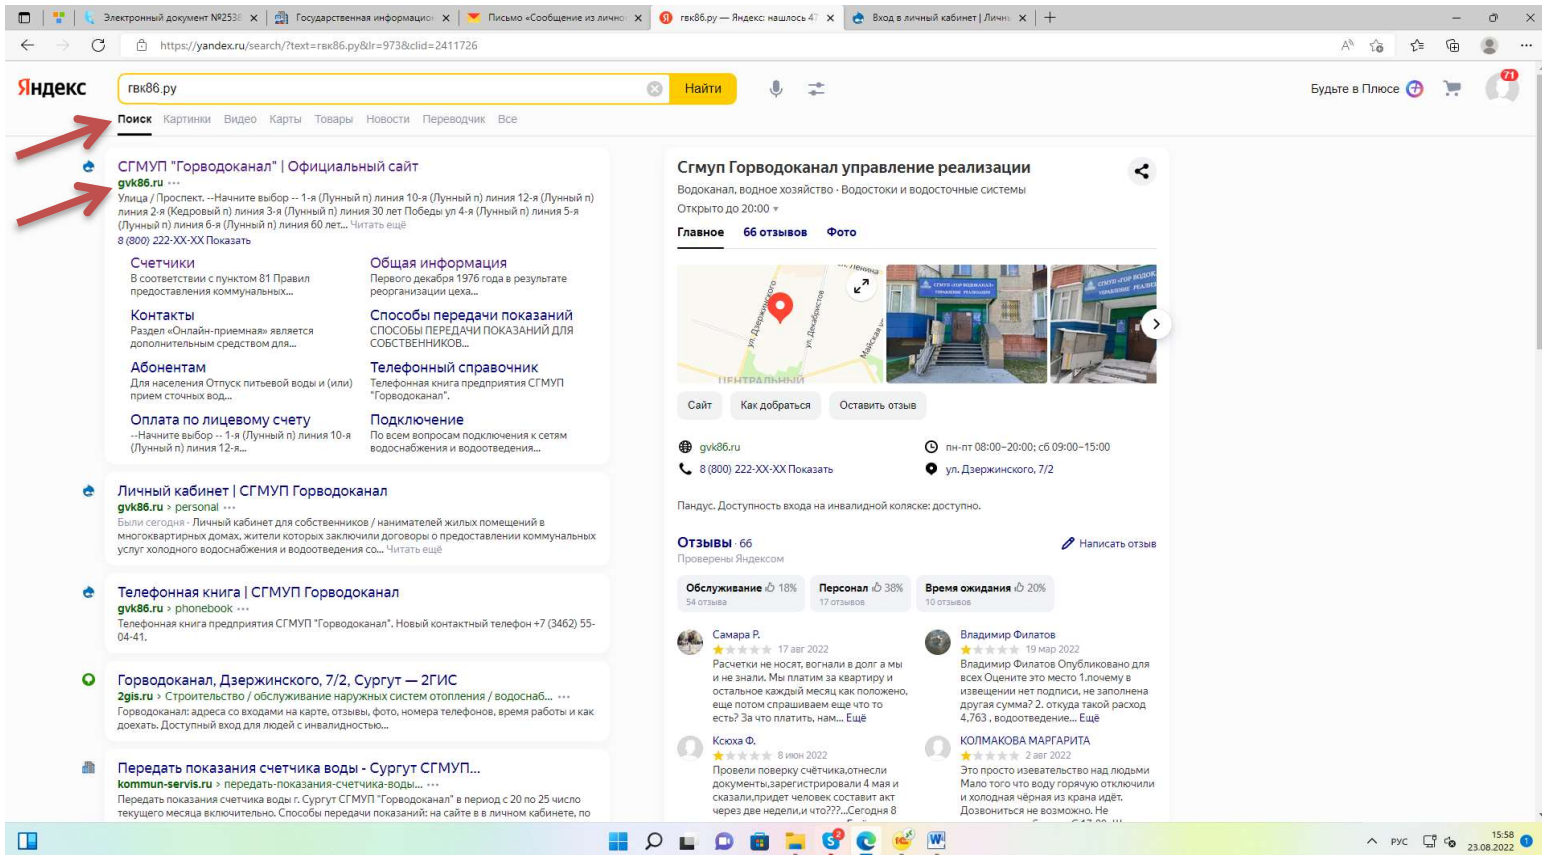 Электронный документ №253
Государственная информацио
Письмо «Сообщение из лично
гвк86.ру — Яндекс: нашлось 47
Вход в личный кабинет | Личн
https://yandex.ru/search/?text=гвк86.ру&lr=973&clid=2411726
Яндекс
гвк86.ру
Найти
Будьте в Плюсе
71
Поиск Картинки Видео Карты Товары Новости Переводчик Все
СГМУП "Горводоканал" | Официальный сайт
gvk86.ru
Улица / Проспект. --Начните выбор -- 1-я (Лунный п) линия 10-я (Лунный п) линия 12-я (Лунный п)
линия 2-я (Кедровый п) линия 3-я (Лунный п) линия 30 лет Победы ул 4-я (Лунный п) линия 5-я
(Лунный п) линия 6-я (Лунный п) линия 60 лет... Читать ещё
8 (800) 222-XX-XX Показать
Счетчики
В соответствии с пунктом 81 Правил
предоставления коммунальных...
Общая информация
Первого декабря 1976 года в результате
реорганизации цеха...
Контакты
Раздел «Онлайн-приемная» является
дополнительным средством для...
Способы передачи показаний
СПОСОБЫ ПЕРЕДАЧИ ПОКАЗАНИЙ ДЛЯ
СОБСТВЕННИКОВ...
Абонентам
Для населения Отпуск питьевой воды и (или)
прием сточных вод...
Телефонный справочник
Телефонная книга предприятия СГМУП
"Горводоканал".
Оплата по лицевому счету
--Начните выбор -- 1-я (Лунный п) линия 10-я
(Лунный п) линия 12-я...
Подключение
По всем вопросам подключения к сетям
водоснабжения и водоотведения...
Личный кабинет | СГМУП Горводоканал
gvk86.ru › personal
Были сегодня · Личный кабинет для собственников / нанимателей жилых помещений в
многоквартирных домах, жители которых заключили договоры о предоставлении коммунальных
услуг холодного водоснабжения и водоотведения со... Читать ещё
Телефонная книга | СГМУП Горводоканал
gvk86.ru › phonebook
Телефонная книга предприятия СГМУП "Горводоканал". Новый контактный телефон +7 (3462) 55-
04-41.
Горводоканал, Дзержинского, 7/2, Сургут — 2ГИС
2gis.ru › Строительство / обслуживание наружных систем отопления / водоснаб...
Горводоканал: адреса со входами на карте, отзывы, фото, номера телефонов, время работы и как
доехать. Доступный вход для людей с инвалидностью...
Передать показания счетчика воды - Сургут СГМУП...
kommun-servis.ru › передать-показания-счетчика-воды...
Передать показания счетчика воды г. Сургут СГМУП "Горводоканал" в период с 20 по 25 число
текущего месяца включительно. Способы передачи показаний: на сайте в в личном кабинете, по
Сгмуп Горводоканал управление реализации
Водоканал, водное хозяйство · Водостоки и водосточные системы
Открыто до 20:00
Главное 66 отзывов Фото
ул. Дзержинского
ул. Декабристов
Майская
Ленина
ЦЕНТРАЛЬНЫЙ
Сайт Как добраться Оставить отзыв
gvk86.ru
пн-пт 08:00–20:00; сб 09:00–15:00
8 (800) 222-XX-XX Показать
ул. Дзержинского, 7/2
Пандус. Доступность входа на инвалидной коляске: доступно.
Отзывы · 66
Написать отзыв
Проверены Яндексом
Обслуживание 18%
54 отзыва
Персонал 38%
17 отзывов
Время ожидания 20%
10 отзывов
Самара Р.
17 авг 2022
Расчетки не носят, вогнали в долг а мы
и не знали. Мы платим за квартиру и
остальное каждый месяц как положено,
еще потом спрашиваем еще что то
есть? За что платить, нам... Ещё
Владимир Филатов
19 мар 2022
Владимир Филатов Опубликовано для
всех Оцените это место 1.почему в
извещении нет подписи, не заполнена
другая сумма? 2. откуда такой расход
4,763 , водоотведение... Ещё
Ксюха Ф.
8 июн 2022
Провели поверку счётчика,отнесли
документы,зарегистрировали 4 мая и
сказали,придет человек составит акт
через две недели,и что???...Сегодня 8
КОЛМАКОВА МАРГАРИТА
2 авг 2022
Это просто изевательство над людьми
Мало того что воду горячую отключили
и холодная чёрная из крана идёт.
Дозвониться не возможно. Не
РУС
15:58
23.08.2022